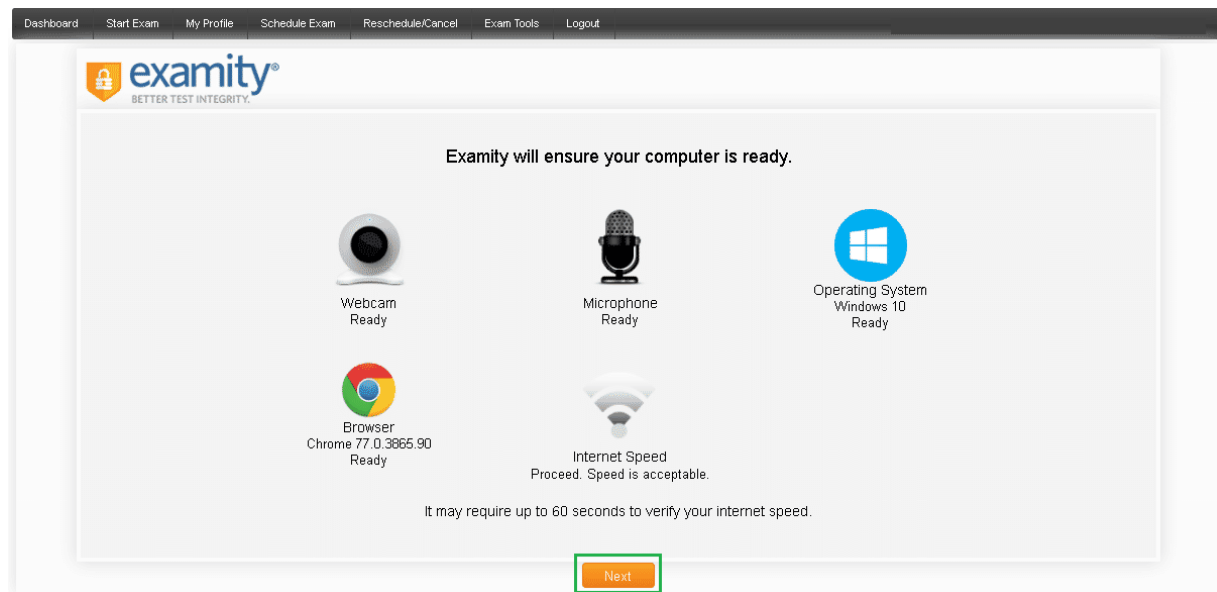 Dashboard Start Exam My Profile Schedule Exam Reschedule/Cancel Exam Tools Logout
examity®
BETTER TEST INTEGRITY.
Examity will ensure your computer is ready.
Webcam
Ready
Microphone
Ready
Operating System
Windows 10
Ready
Browser
Chrome 77.0.3865.90
Ready
Internet Speed
Proceed. Speed is acceptable.
It may require up to 60 seconds to verify your internet speed.
Next